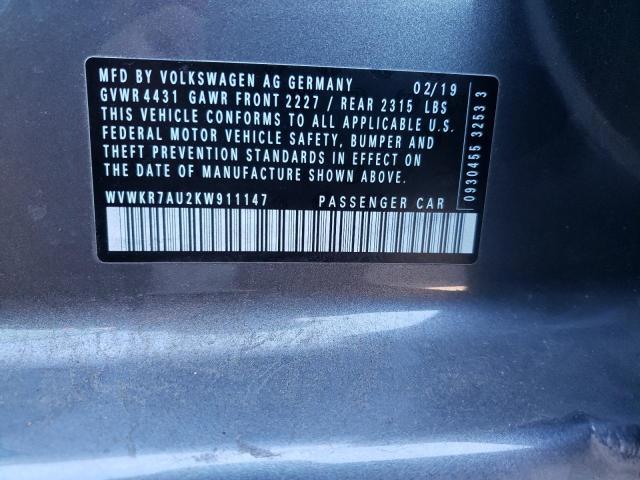 MFD BY VOLKSWAGEN AG GERMANY 02/19
GVWR 4431 GAWR FRONT 2227 / REAR 2315 LBS
THIS VEHICLE CONFORMS TO ALL APPLICABLE U.S.
FEDERAL MOTOR VEHICLE SAFETY, BUMPER AND
THEFT PREVENTION STANDARDS IN EFFECT ON
THE DATE OF MANUFACTURE SHOWN ABOVE.
WVWKR7AU2KW911147 PASSENGER CAR
0930455 3253 3